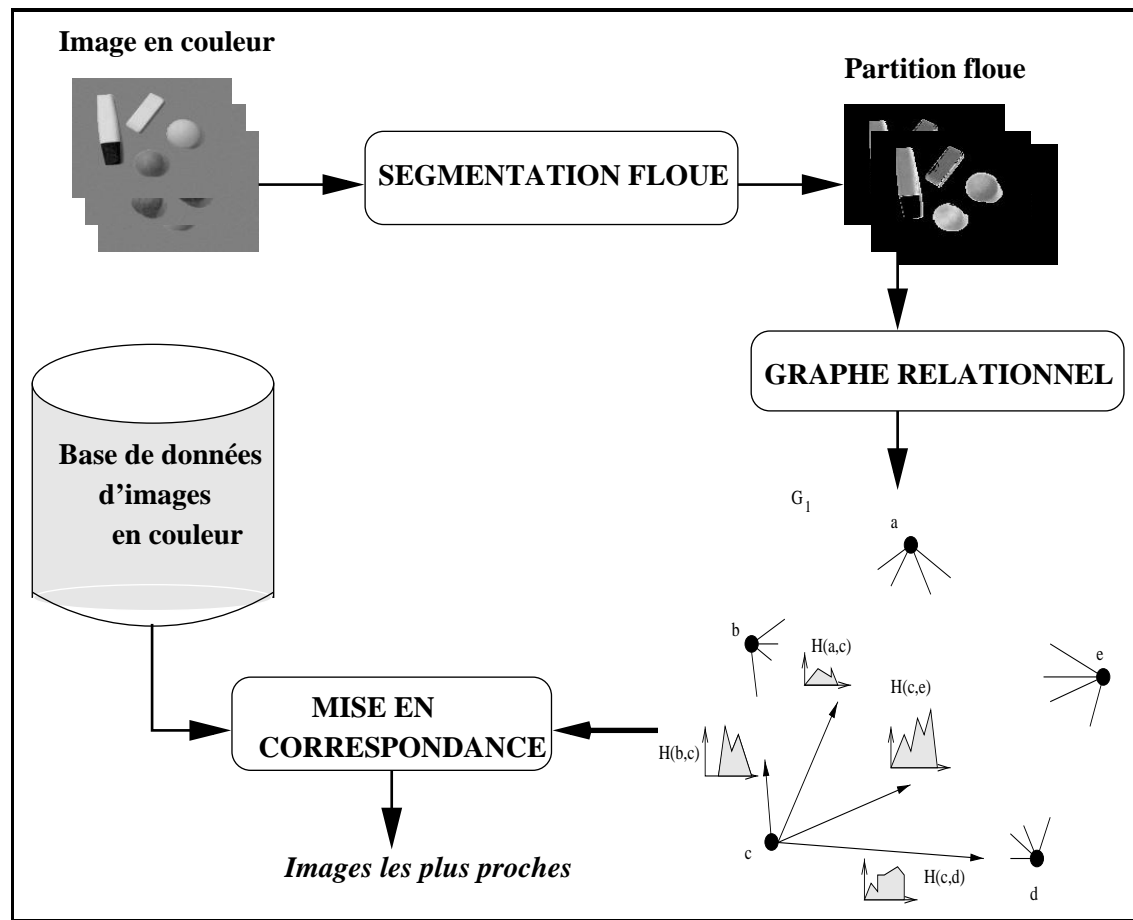 Image en couleur
Partition floue
SEGMENTATION FLOUE
GRAPHE RELATIONNEL
Base de données
d'images
en couleur
G1
a
b
H(a,c)
e
H(c,e)
MISE EN
CORRESPONDANCE
H(b,c)
c
Images les plus proches
H(c,d)
d